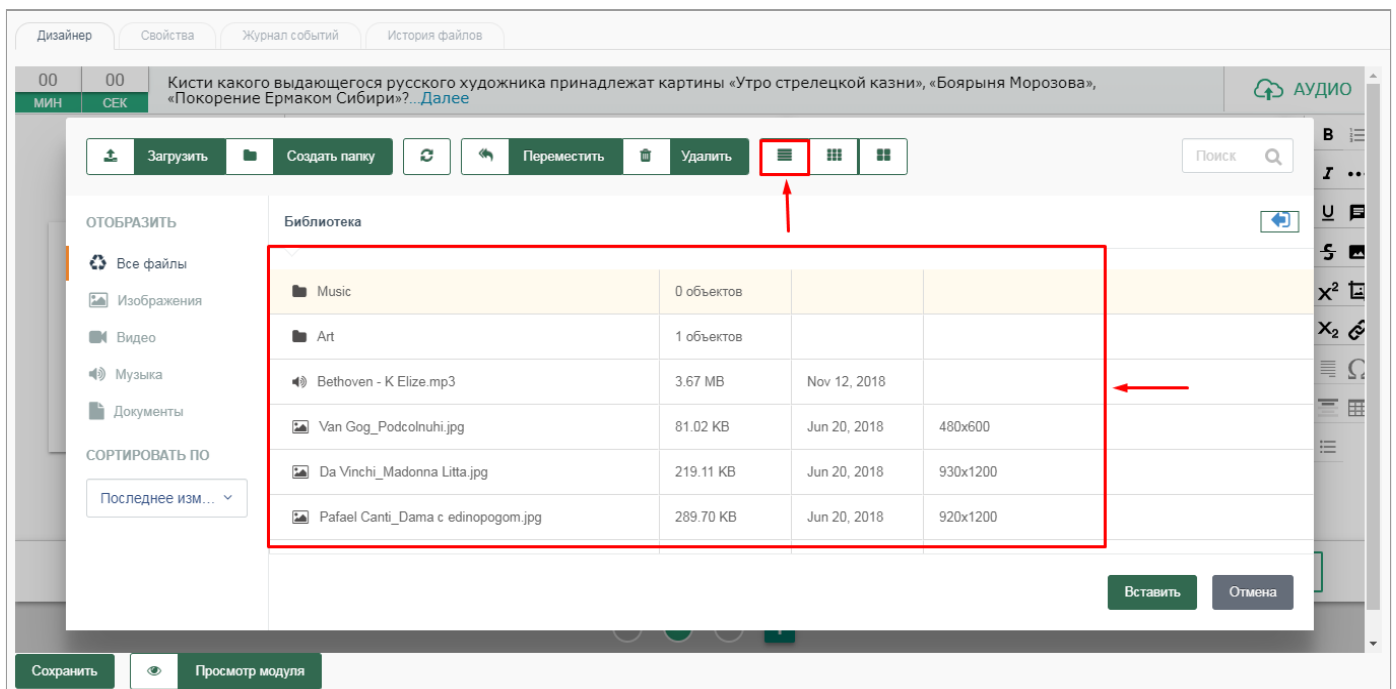 Дизайнер Свойства Журнал событий История файлов
00 00 Кисти какого выдающегося русского художника принадлежат картины «Утро стрелецкой казни», «Боярыня Морозова»,
МИН СЕК «Покорение Ермаком Сибири»?...Далее
АУДИО
Загрузить Создать папку Переместить Удалить Поиск
ОТОБРАЗИТЬ Библиотека
Все файлы
Изображения
Видео
Музыка
Документы
СОРТИРОВАТЬ ПО
Последнее изм...
Music 0 объектов
Art 1 объектов
Bethoven - K Elize.mp3 3.67 MB Nov 12, 2018
Van Gog_Podcolnuhi.jpg 81.02 KB Jun 20, 2018 480x600
Da Vinchi_Madonna Litta.jpg 219.11 KB Jun 20, 2018 930x1200
Pafael Canti_Dama c edinopogom.jpg 289.70 KB Jun 20, 2018 920x1200
B
I
U
S
X²
X₂
Ω
Вставить Отмена
Сохранить Просмотр модуля